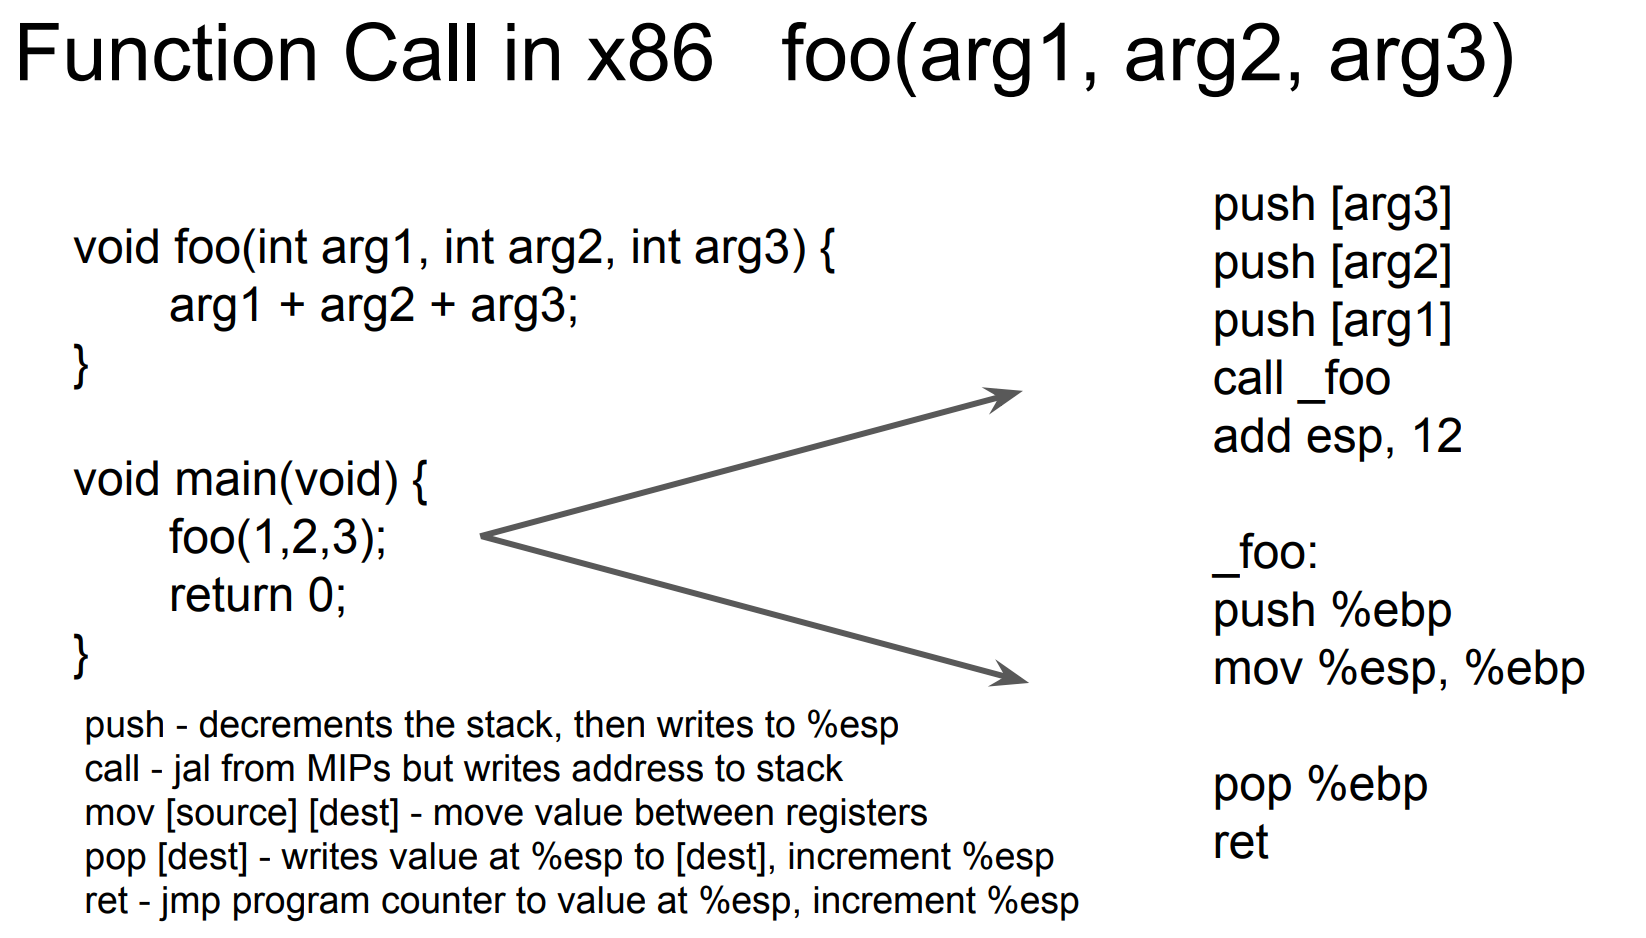 Function Call in x86 foo(arg1, arg2, arg3)
void foo(int arg1, int arg2, int arg3) {
arg1 + arg2 + arg3;
}
void main(void) {
foo(1,2,3);
return 0;
}
push - decrements the stack, then writes to %esp
call - jal from MIPs but writes address to stack
mov [source] [dest] - move value between registers
pop [dest] - writes value at %esp to [dest], increment %esp
ret - jmp program counter to value at %esp, increment %esp
push [arg3]
push [arg2]
push [arg1]
call _foo
add esp, 12
_foo:
push %ebp
mov %esp, %ebp
pop %ebp
ret